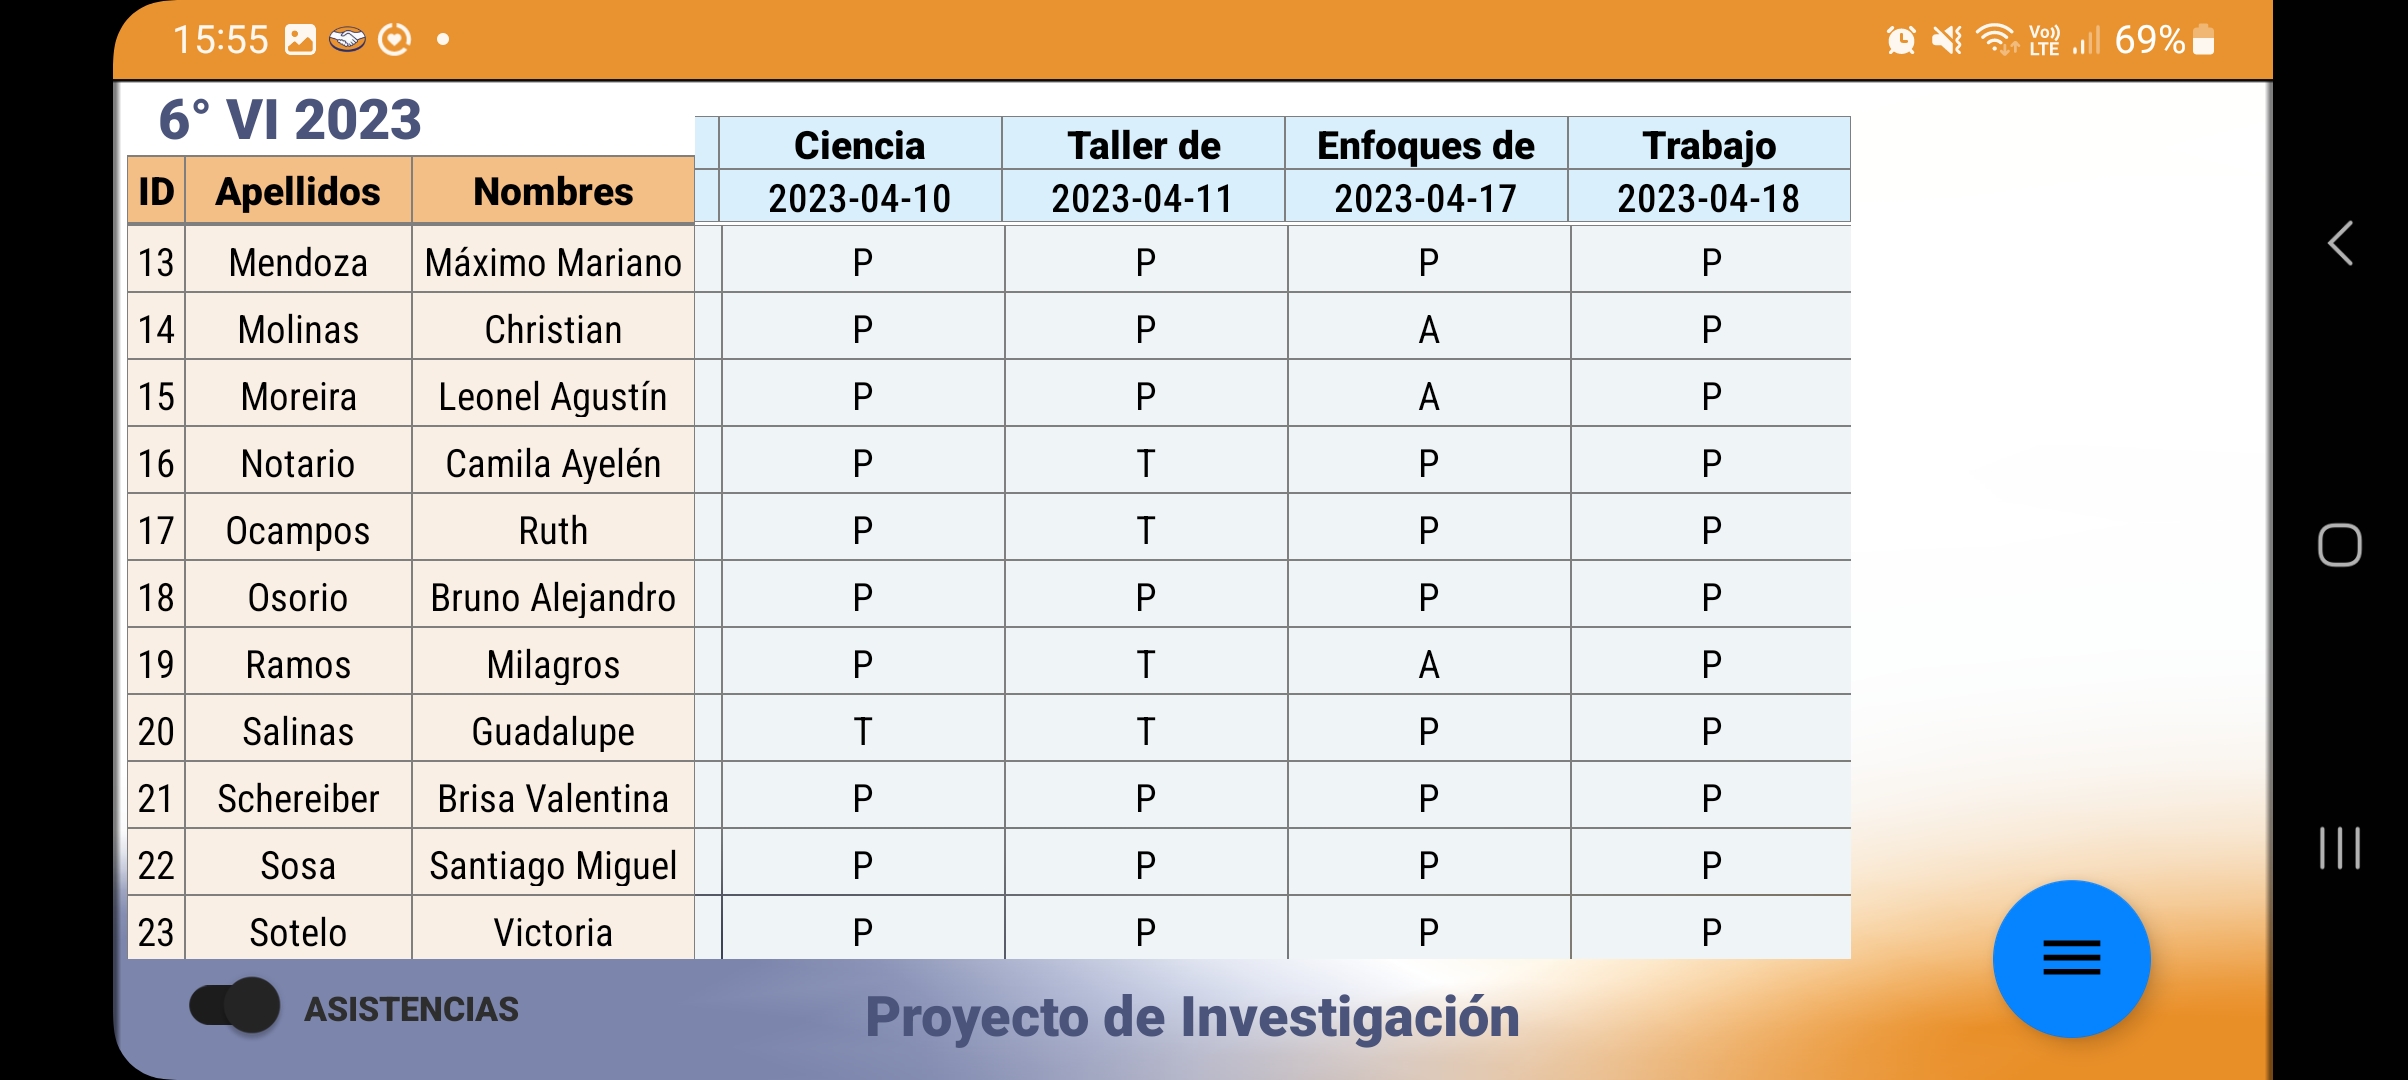 15:55 Vo)) LTE 69%
6° VI 2023
Ciencia Taller de Enfoques de Trabajo
ID Apellidos Nombres 2023-04-10 2023-04-11 2023-04-17 2023-04-18
13 Mendoza Máximo Mariano P P P P
14 Molinas Christian P P A P
15 Moreira Leonel Agustín P P A P
16 Notario Camila Ayelén P T P P
17 Ocampos Ruth P T P P
18 Osorio Bruno Alejandro P P P P
19 Ramos Milagros P T A P
20 Salinas Guadalupe T T P P
21 Schereiber Brisa Valentina P P P P
22 Sosa Santiago Miguel P P P P
23 Sotelo Victoria P P P P
ASISTENCIAS Proyecto de Investigación